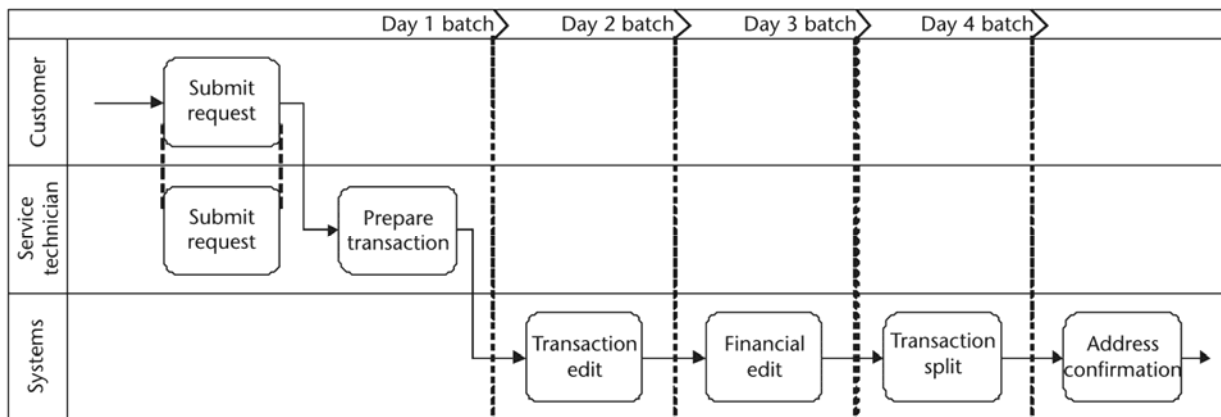 Day 1 batch
Day 2 batch
Day 3 batch
Day 4 batch
Customer
Submit
request
Service
technician
Submit
request
Prepare
transaction
Systems
Transaction
edit
Financial
edit
Transaction
split
Address
confirmation